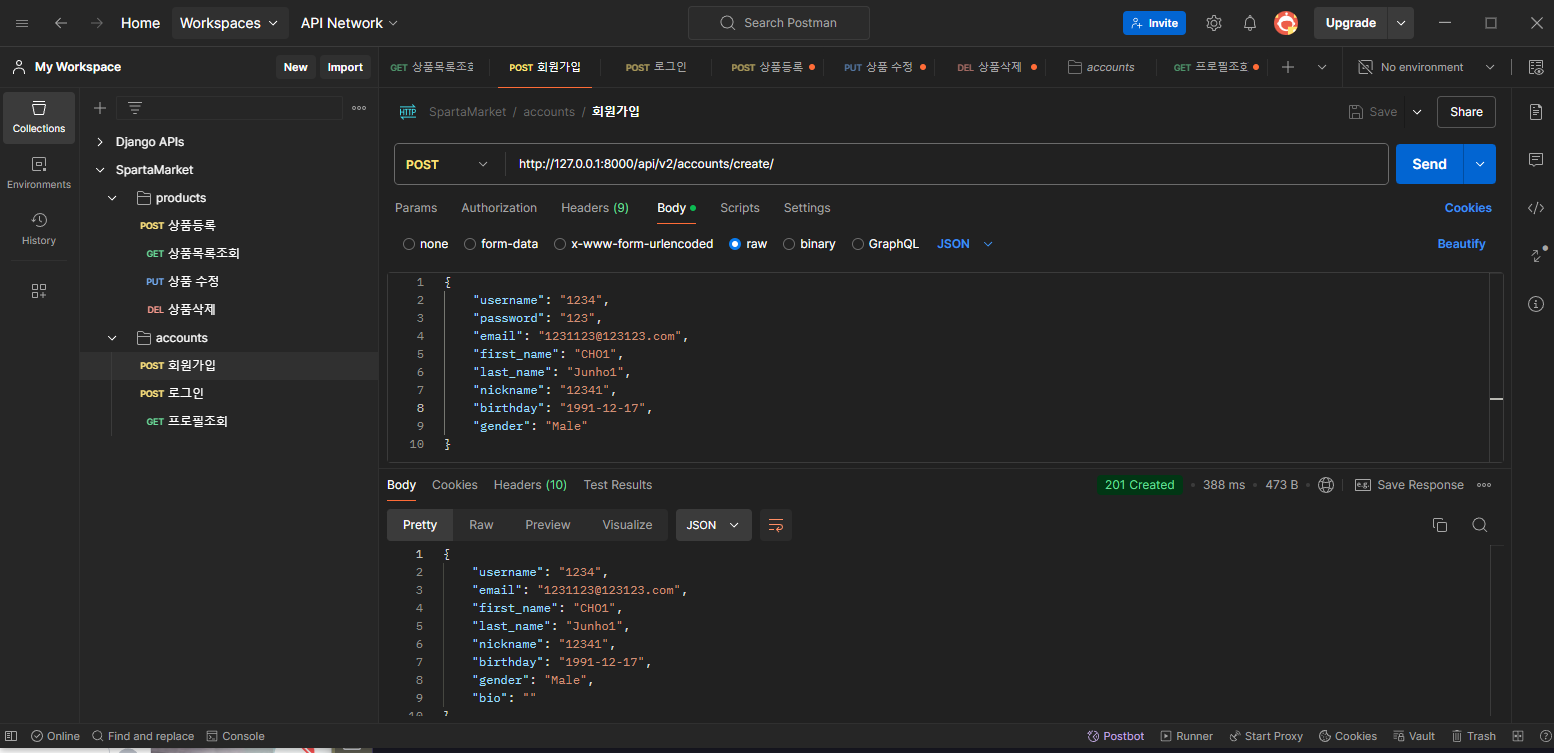 Home Workspaces API Network Search Postman Invite Upgrade
My Workspace New Import GET 상품목록조회 POST 회원가입 POST 로그인 POST 상품등록 PUT 상품 수정 DEL 상품삭제 accounts GET 프로필조회 No environment
Collections
Environments
History
Django APIs
SpartaMarket
products
POST 상품등록
GET 상품목록조회
PUT 상품 수정
DEL 상품삭제
accounts
POST 회원가입
POST 로그인
GET 프로필조회
HTTP SpartaMarket / accounts / 회원가입 Save Share
POST http://127.0.0.1:8000/api/v2/accounts/create/ Send
Params Authorization Headers (9) Body Scripts Settings Cookies
none form-data x-www-form-urlencoded raw binary GraphQL JSON Beautify
1 {
2 "username": "1234",
3 "password": "123",
4 "email": "1231123@123123.com",
5 "first_name": "CHO1",
6 "last_name": "Junho1",
7 "nickname": "12341",
8 "birthday": "1991-12-17",
9 "gender": "Male"
10 }
Body Cookies Headers (10) Test Results 201 Created 388 ms 473 B e.g. Save Response
Pretty Raw Preview Visualize JSON
1 {
2 "username": "1234",
3 "email": "1231123@123123.com",
4 "first_name": "CHO1",
5 "last_name": "Junho1",
6 "nickname": "12341",
7 "birthday": "1991-12-17",
8 "gender": "Male",
9 "bio": ""
10 }
Online Find and replace Console Postbot Runner Start Proxy Cookies Vault Trash